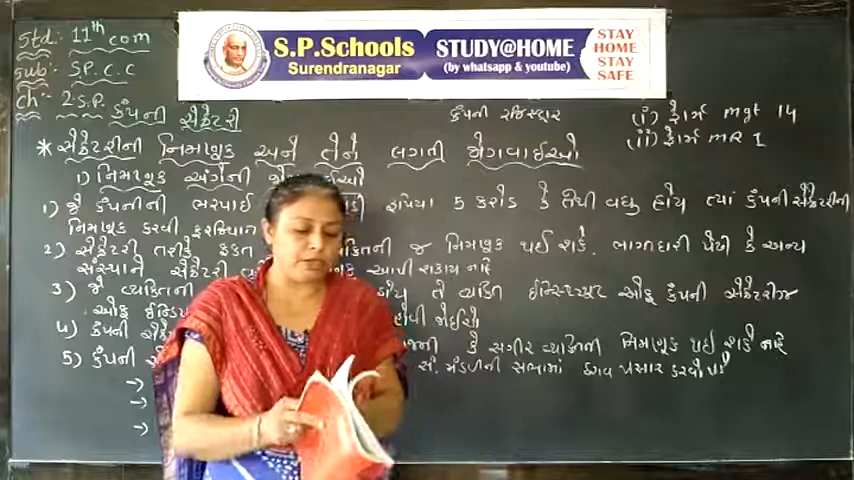 S.P.Schools
Surendranagar
STUDY@HOME
(by whatsapp & youtube)
STAY
HOME
STAY
SAFE
Std:- 11th com
sub:- S.P.C.C
ch:- 2 S.P. કંપની સેક્રેટરી
કંપની રજિસ્ટ્રાર
(i) ફોર્મ mgt 14
(ii) ફોર્મ MR 1
* સેક્રેટરીની નિમણૂક અને તેને લગતી જોગવાઈઓ
1) નિમણૂક અંગેની
1) જે કંપનીની ભરપાઈ રૂપિયા 5 કરોડ કે તેથી વધુ હોય ત્યાં કંપની સેક્રેટરીની
નિમણૂક કરવી ફરજિયાત
2) સેક્રેટરી તરીકે ફક્ત જ નિમણૂક થઈ શકે. ભાગીદારી પેઢી કે અન્ય
સંસ્થાને સેક્રેટરી આપી શકાય નહિ
3) જે વ્યક્તિની તે વ્યક્તિ ઈન્સ્ટિટ્યૂટ ઓફ કંપની સેક્રેટરીઝ
ઓફ હોવી જોઈએ
4) કંપની કે સગીર વ્યક્તિની નિમણૂક થઈ શકે નહિ
5) કંપની સં. મંડળની સભામાં ઠરાવ પસાર કરવો